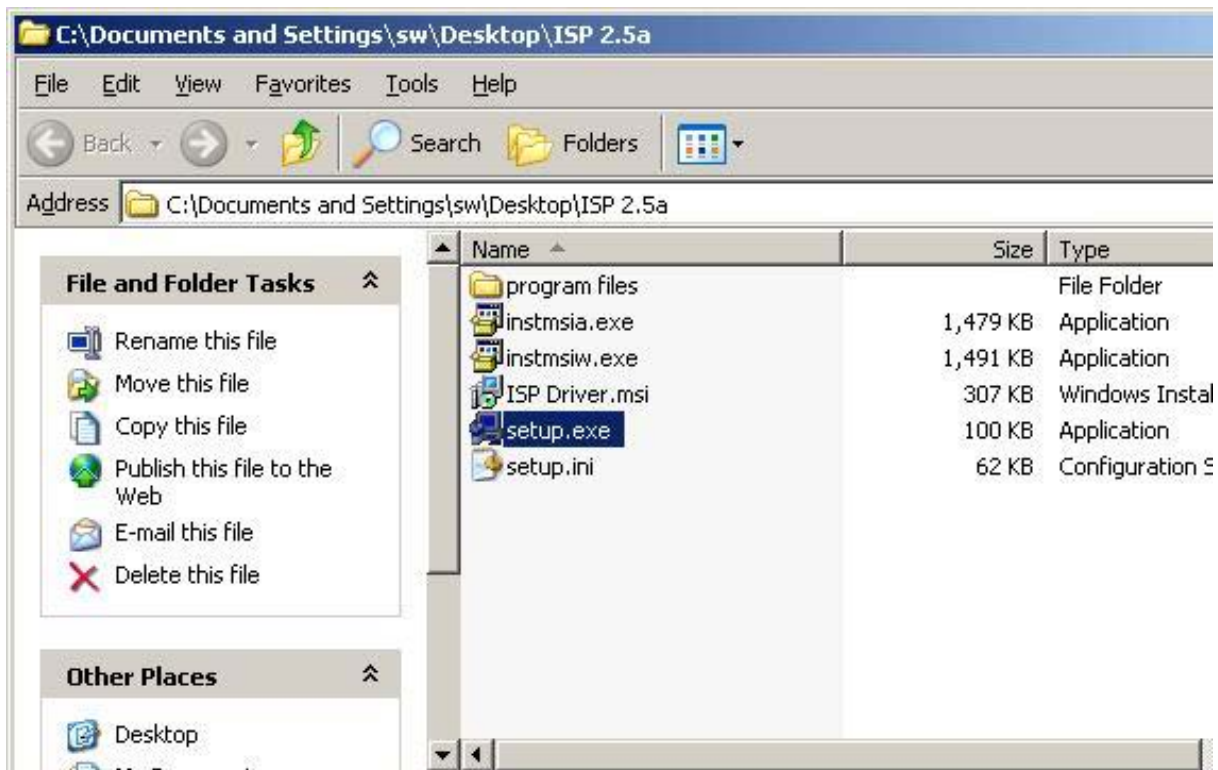 C:\Documents and Settings\sw\Desktop\ISP 2.5a
File Edit View Favorites Tools Help
Back Search Folders
Address C:\Documents and Settings\sw\Desktop\ISP 2.5a
Name Size Type
File and Folder Tasks
Rename this file
Move this file
Copy this file
Publish this file to the
Web
E-mail this file
Delete this file
Other Places
Desktop
program files File Folder
instmsia.exe 1,479 KB Application
instmsiw.exe 1,491 KB Application
ISP Driver.msi 307 KB Windows Instal
setup.exe 100 KB Application
setup.ini 62 KB Configuration S